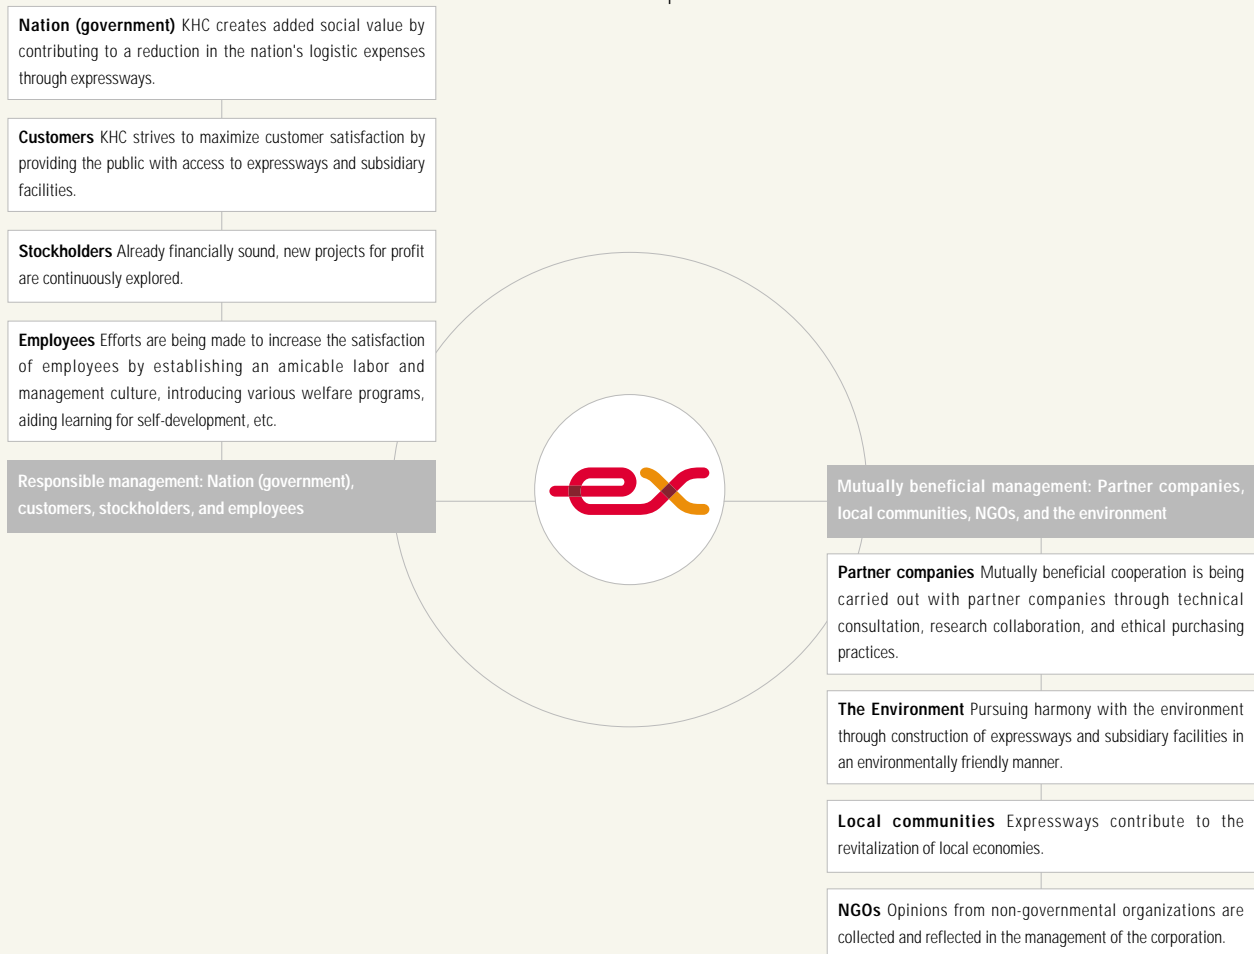 Nation (government) KHC creates added social value by
contributing to a reduction in the nation's logistic expenses
through expressways.
Customers KHC strives to maximize customer satisfaction by
providing the public with access to expressways and subsidiary
facilities.
Stockholders Already financially sound, new projects for profit
are continuously explored.
Employees Efforts are being made to increase the satisfaction
of employees by establishing an amicable labor and
management culture, introducing various welfare programs,
aiding learning for self-development, etc.
Responsible management: Nation (government),
customers, stockholders, and employees
ex
Mutually beneficial management: Partner companies,
local communities, NGOs, and the environment
Partner companies Mutually beneficial cooperation is being
carried out with partner companies through technical
consultation, research collaboration, and ethical purchasing
practices.
The Environment Pursuing harmony with the environment
through construction of expressways and subsidiary facilities in
an environmentally friendly manner.
Local communities Expressways contribute to the
revitalization of local economies.
NGOs Opinions from non-governmental organizations are
collected and reflected in the management of the corporation.